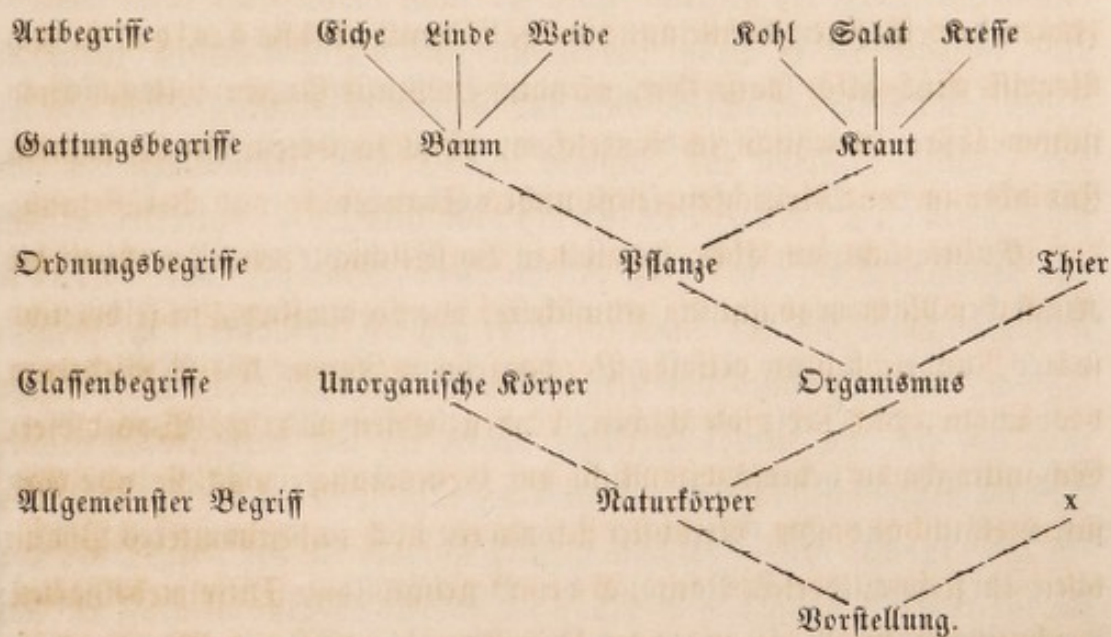 Artbegriffe Eiche Linde Weide Kohl Salat Kresse
Gattungsbegriffe Baum Kraut
Ordnungsbegriffe Pflanze Thier
Classenbegriffe Unorganische Körper Organismus
Allgemeinster Begriff Naturkörper x
Vorstellung.